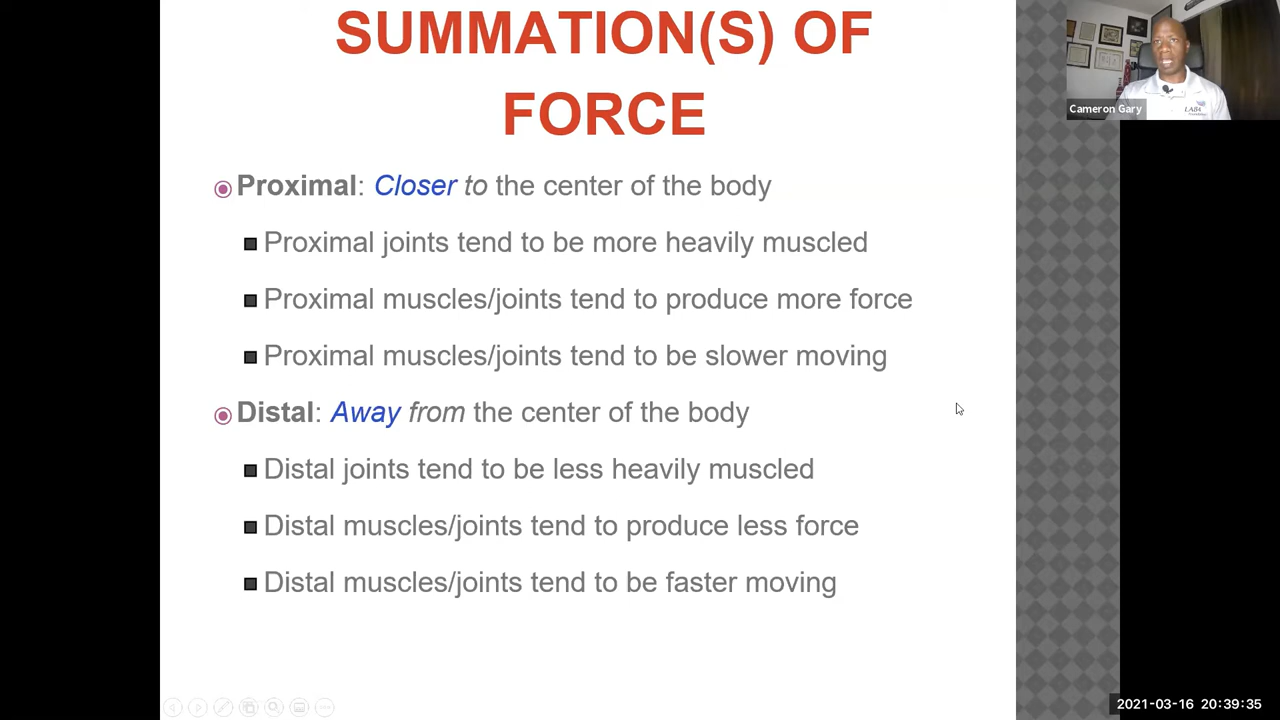 SUMMATION(S) OF
FORCE
Proximal: Closer to the center of the body
Proximal joints tend to be more heavily muscled
Proximal muscles/joints tend to produce more force
Proximal muscles/joints tend to be slower moving
Distal: Away from the center of the body
Distal joints tend to be less heavily muscled
Distal muscles/joints tend to produce less force
Distal muscles/joints tend to be faster moving
Cameron Gary
2021-03-16 20:39:35